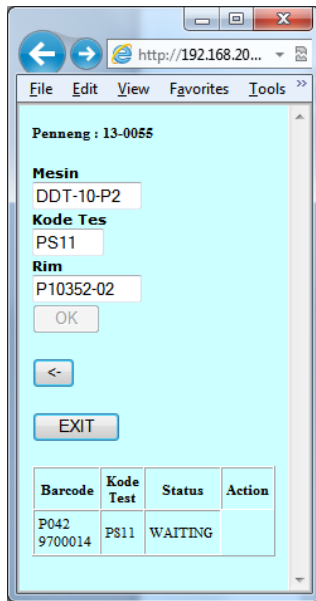 http://192.168.20...
File Edit View Favorites Tools »
Penneng : 13-0055
Mesin
DDT-10-P2
Kode Tes
PS11
Rim
P10352-02
OK
<-
EXIT
Barcode Kode Test Status Action
P042 9700014 PS11 WAITING